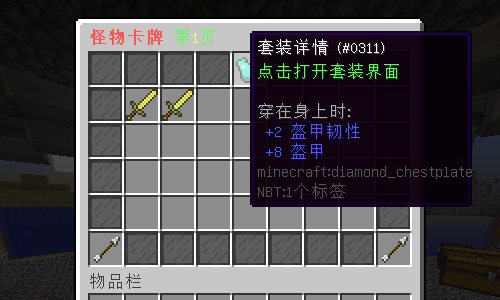 怪物卡牌 第1页
套装详情 (#0311)
点击打开套装界面
穿在身上时:
+2 盔甲韧性
+8 盔甲
minecraft:diamond_chestplate
NBT:1个标签
物品栏